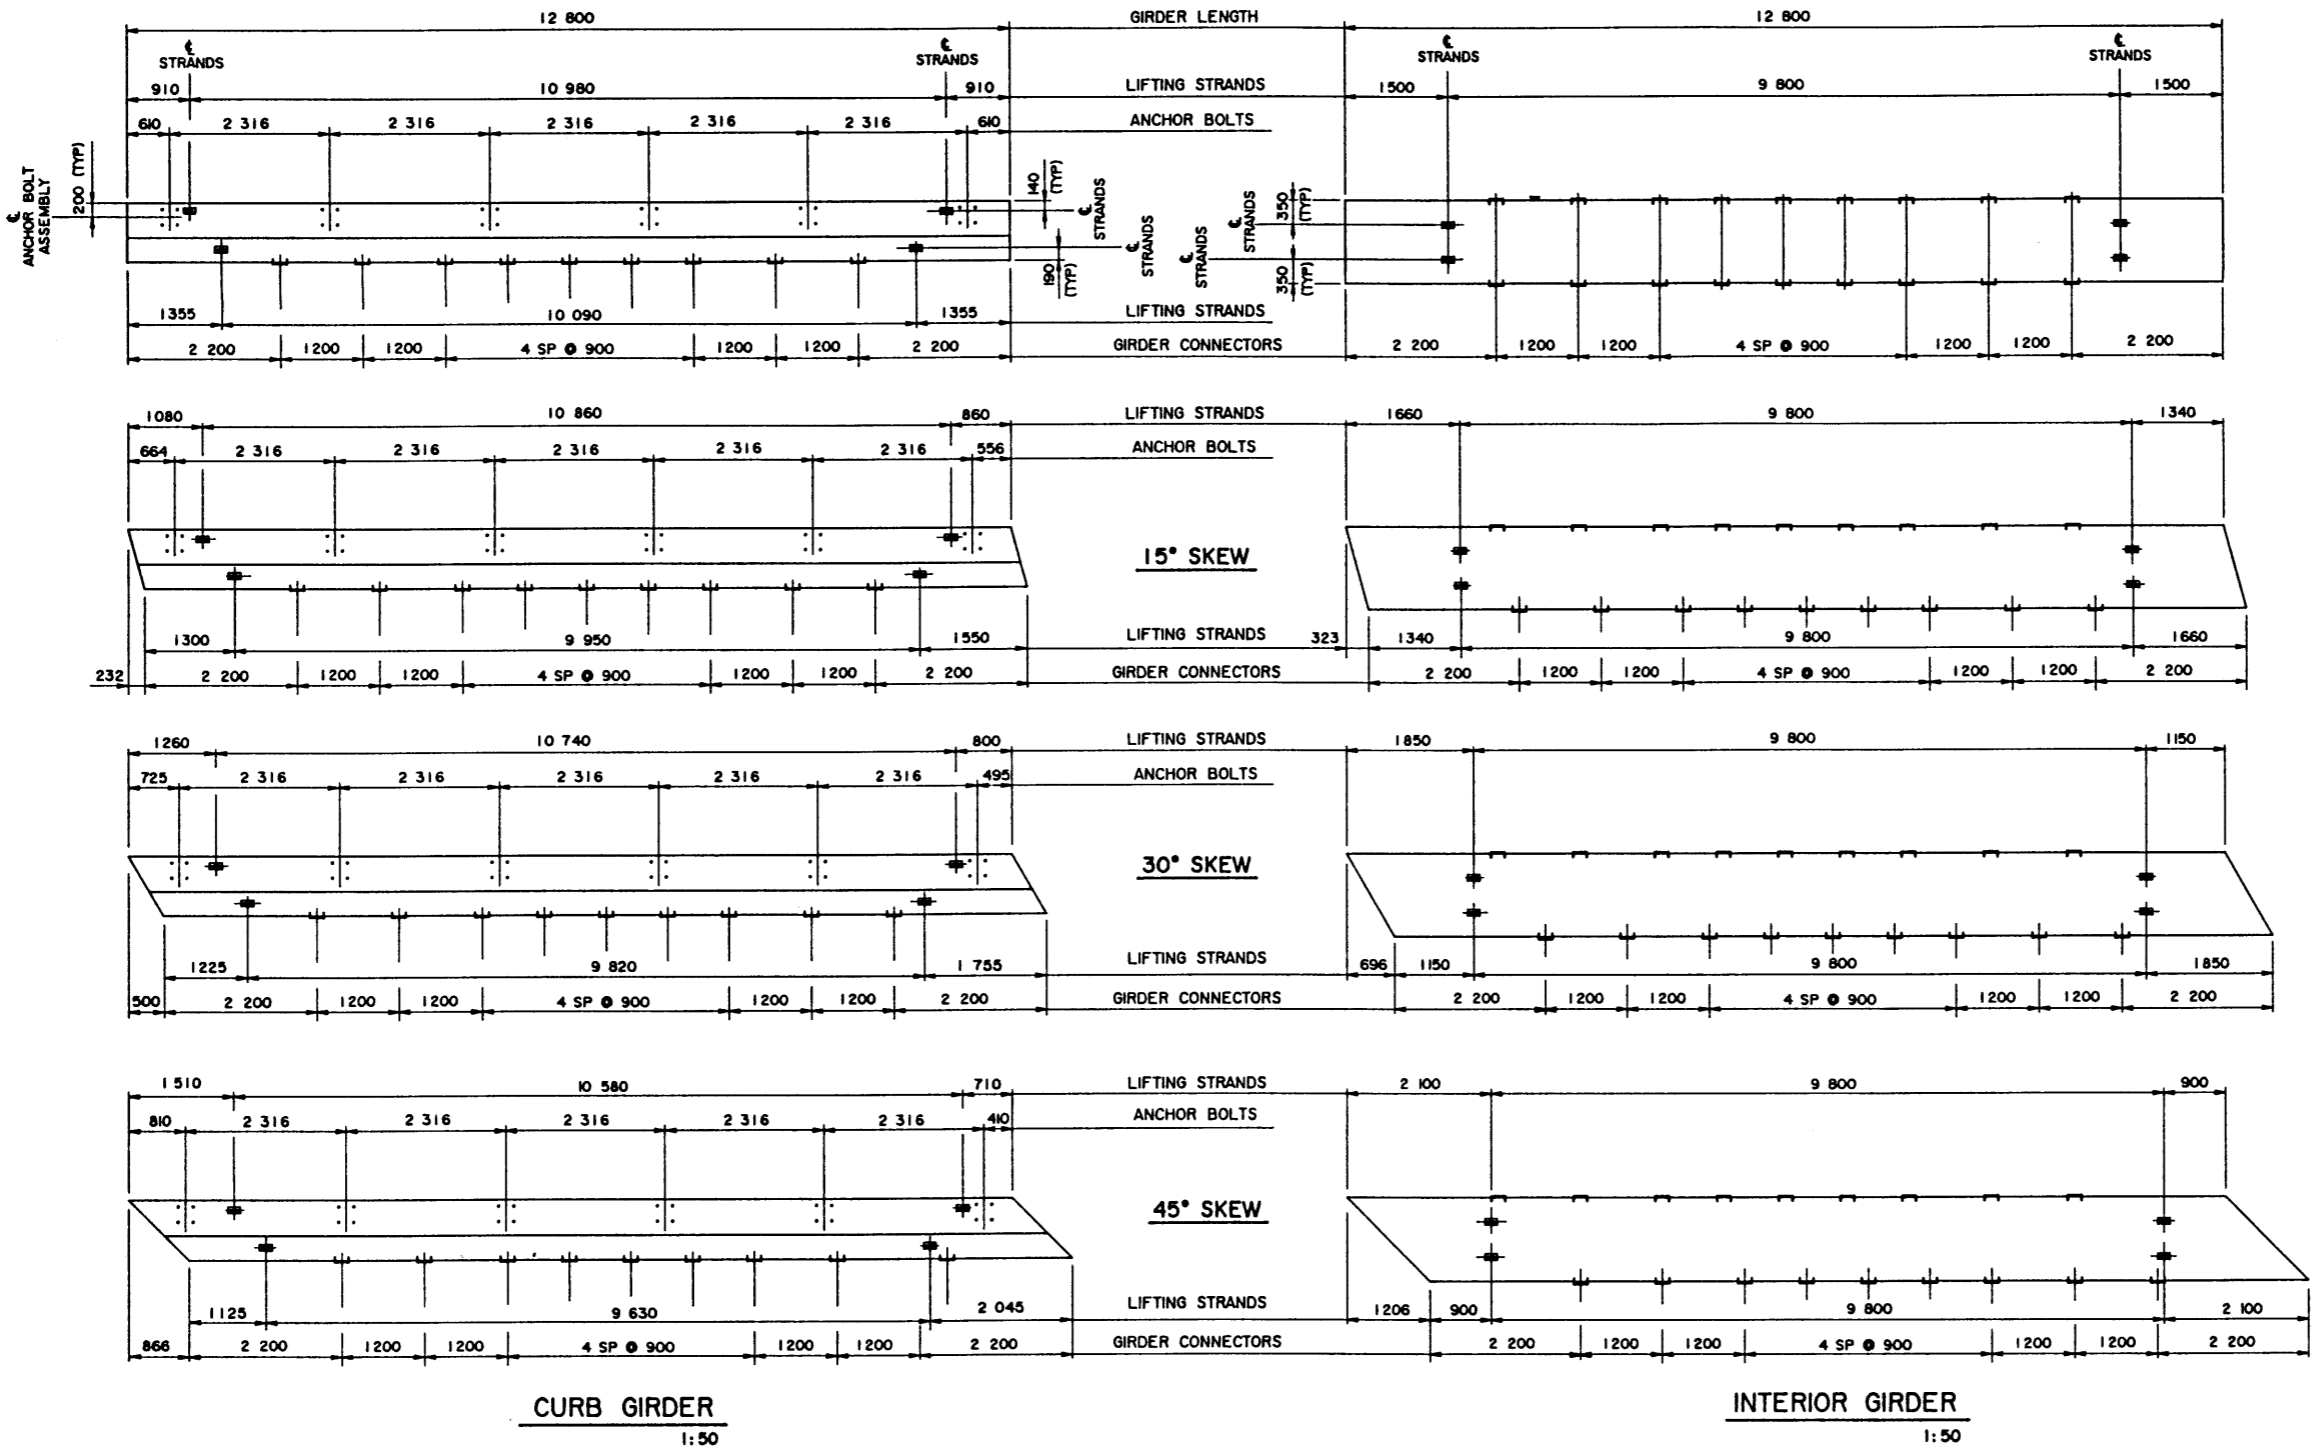 12 800 GIRDER LENGTH 12 800
℄ STRANDS ℄ STRANDS ℄ STRANDS ℄ STRANDS
910 10 980 910 LIFTING STRANDS 1500 9 800 1500
610 2 316 2 316 2 316 2 316 2 316 610 ANCHOR BOLTS
℄ ANCHOR BOLT ASSEMBLY
200 (TYP)
140 (TYP)
℄ STRANDS
℄ STRANDS
190 (TYP)
℄ STRANDS
℄ STRANDS
350 (TYP)
350 (TYP)
1355 10 090 1355 LIFTING STRANDS
2 200 1200 1200 4 SP @ 900 1200 1200 2 200 GIRDER CONNECTORS 2 200 1200 1200 4 SP @ 900 1200 1200 2 200
1080 10 860 860 LIFTING STRANDS 1660 9 800 1340
664 2 316 2 316 2 316 2 316 2 316 556 ANCHOR BOLTS
15° SKEW
1300 9 950 1550 LIFTING STRANDS 323 1340 9 800 1660
232 2 200 1200 1200 4 SP @ 900 1200 1200 2 200 GIRDER CONNECTORS 2 200 1200 1200 4 SP @ 900 1200 1200 2 200
1260 10 740 800 LIFTING STRANDS 1850 9 800 1150
725 2 316 2 316 2 316 2 316 2 316 495 ANCHOR BOLTS
30° SKEW
1225 9 820 1 755 LIFTING STRANDS 696 1150 9 800 1850
500 2 200 1200 1200 4 SP @ 900 1200 1200 2 200 GIRDER CONNECTORS 2 200 1200 1200 4 SP @ 900 1200 1200 2 200
1 510 10 580 710 LIFTING STRANDS 2 100 9 800 900
810 2 316 2 316 2 316 2 316 2 316 410 ANCHOR BOLTS
45° SKEW
1125 9 630 2 045 LIFTING STRANDS 1206 900 9 800 2 100
866 2 200 1200 1200 4 SP @ 900 1200 1200 2 200 GIRDER CONNECTORS 2 200 1200 1200 4 SP @ 900 1200 1200 2 200
CURB GIRDER INTERIOR GIRDER
1:50 1:50